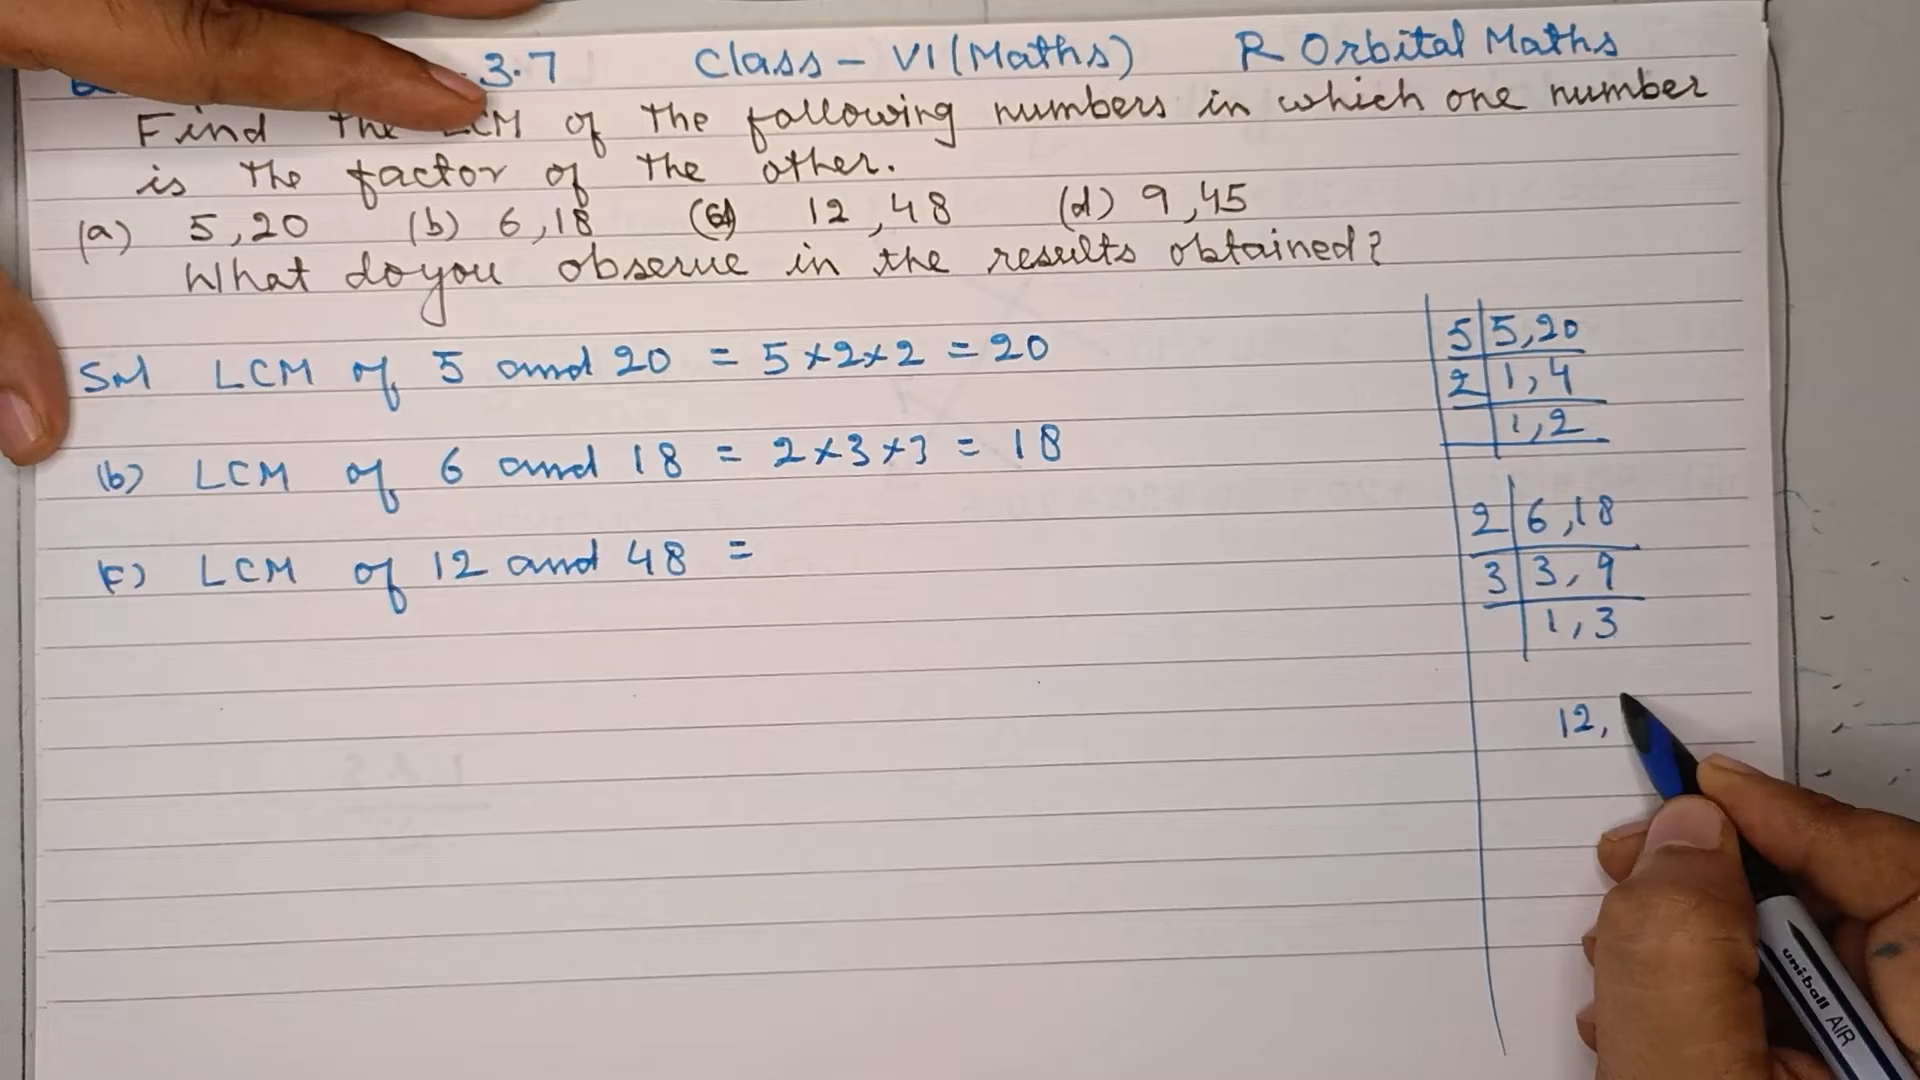 3.7 Class - VI (Maths) R Orbital Maths
Find the LCM of the following numbers in which one number
is the factor of the other.
(a) 5,20 (b) 6,18 (c) 12,48 (d) 9,45
What do you observe in the results obtained?
Sol LCM of 5 and 20 = 5×2×2 = 20
(b) LCM of 6 and 18 = 2×3×3 = 18
(c) LCM of 12 and 48 =
5 5,20
2 1,4
1,2
2 6,18
3 3,9
1,3
12,
uni-ball AIR